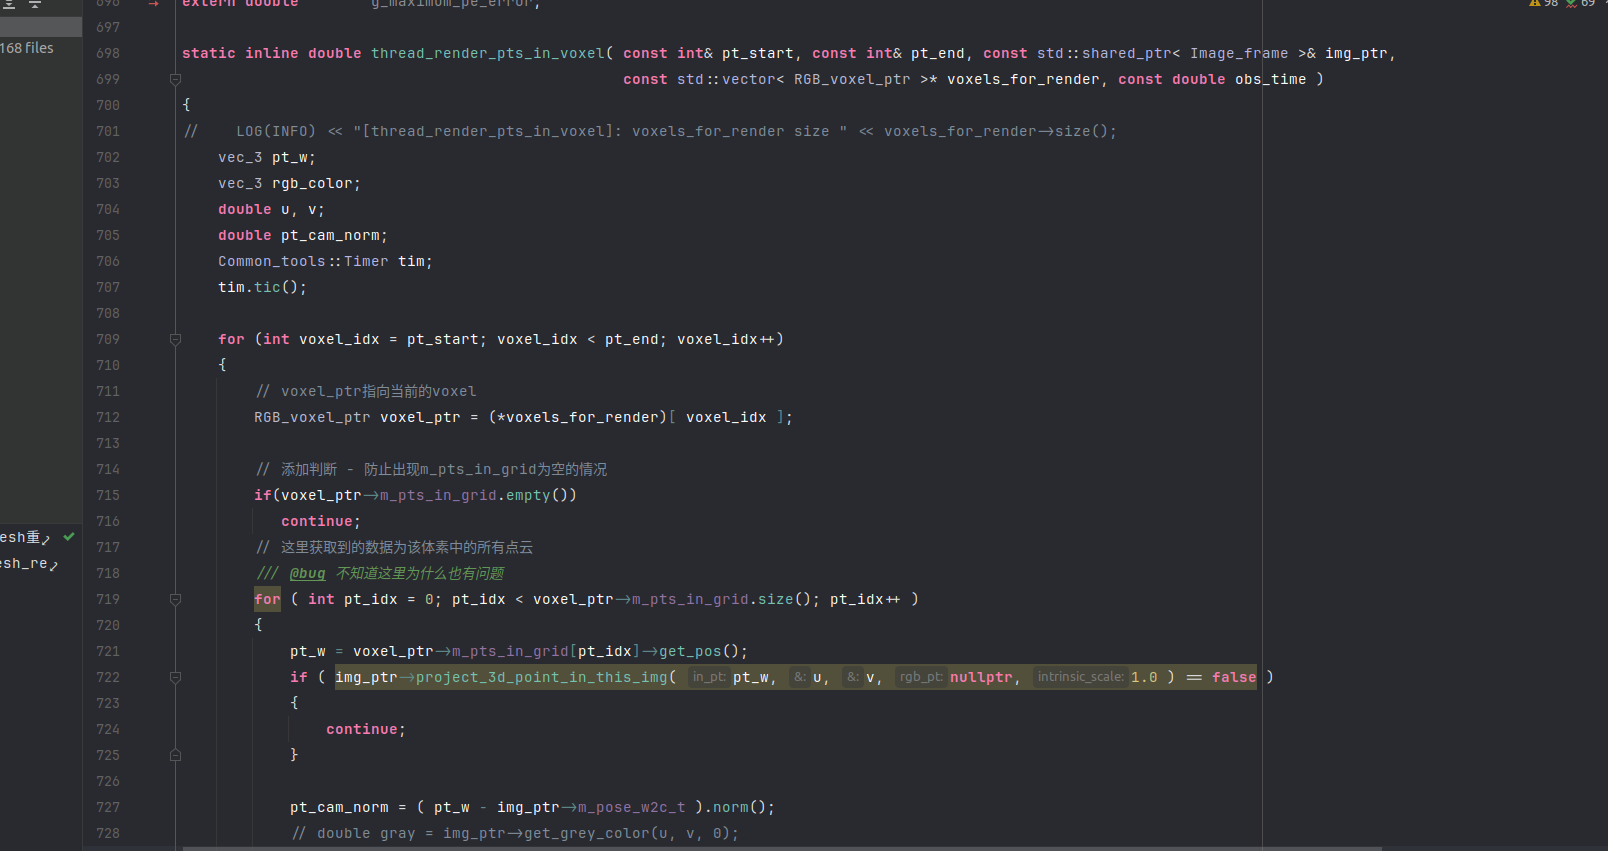 696 extern double g_maximum_pe_error;
98 69
697
168 files
698 static inline double thread_render_pts_in_voxel( const int& pt_start, const int& pt_end, const std::shared_ptr< Image_frame >& img_ptr,
699 const std::vector< RGB_voxel_ptr >* voxels_for_render, const double obs_time )
700 {
701 // LOG(INFO) << "[thread_render_pts_in_voxel]: voxels_for_render size " << voxels_for_render->size();
702 vec_3 pt_w;
703 vec_3 rgb_color;
704 double u, v;
705 double pt_cam_norm;
706 Common_tools::Timer tim;
707 tim.tic();
708
709 for (int voxel_idx = pt_start; voxel_idx < pt_end; voxel_idx++)
710 {
711 // voxel_ptr指向当前的voxel
712 RGB_voxel_ptr voxel_ptr = (*voxels_for_render)[ voxel_idx ];
713
714 // 添加判断 - 防止出现m_pts_in_grid为空的情况
715 if(voxel_ptr->m_pts_in_grid.empty())
716 continue;
esh重
717 // 这里获取到的数据为该体素中的所有点云
esh_re
718 /// @bug 不知道这里为什么也有问题
719 for ( int pt_idx = 0; pt_idx < voxel_ptr->m_pts_in_grid.size(); pt_idx++ )
720 {
721 pt_w = voxel_ptr->m_pts_in_grid[pt_idx]->get_pos();
722 if ( img_ptr->project_3d_point_in_this_img( in_pt: pt_w, &: u, &: v, rgb_pt: nullptr, intrinsic_scale: 1.0 ) == false )
723 {
724 continue;
725 }
726
727 pt_cam_norm = ( pt_w - img_ptr->m_pose_w2c_t ).norm();
728 // double gray = img_ptr->get_grey_color(u, v, 0);